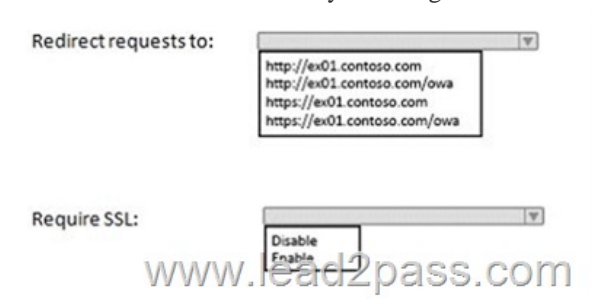 Redirect requests to:
http://ex01.contoso.com
http://ex01.contoso.com/owa
https://ex01.contoso.com
https://ex01.contoso.com/owa
Require SSL:
Disable
Enable
www.lead2pass.com